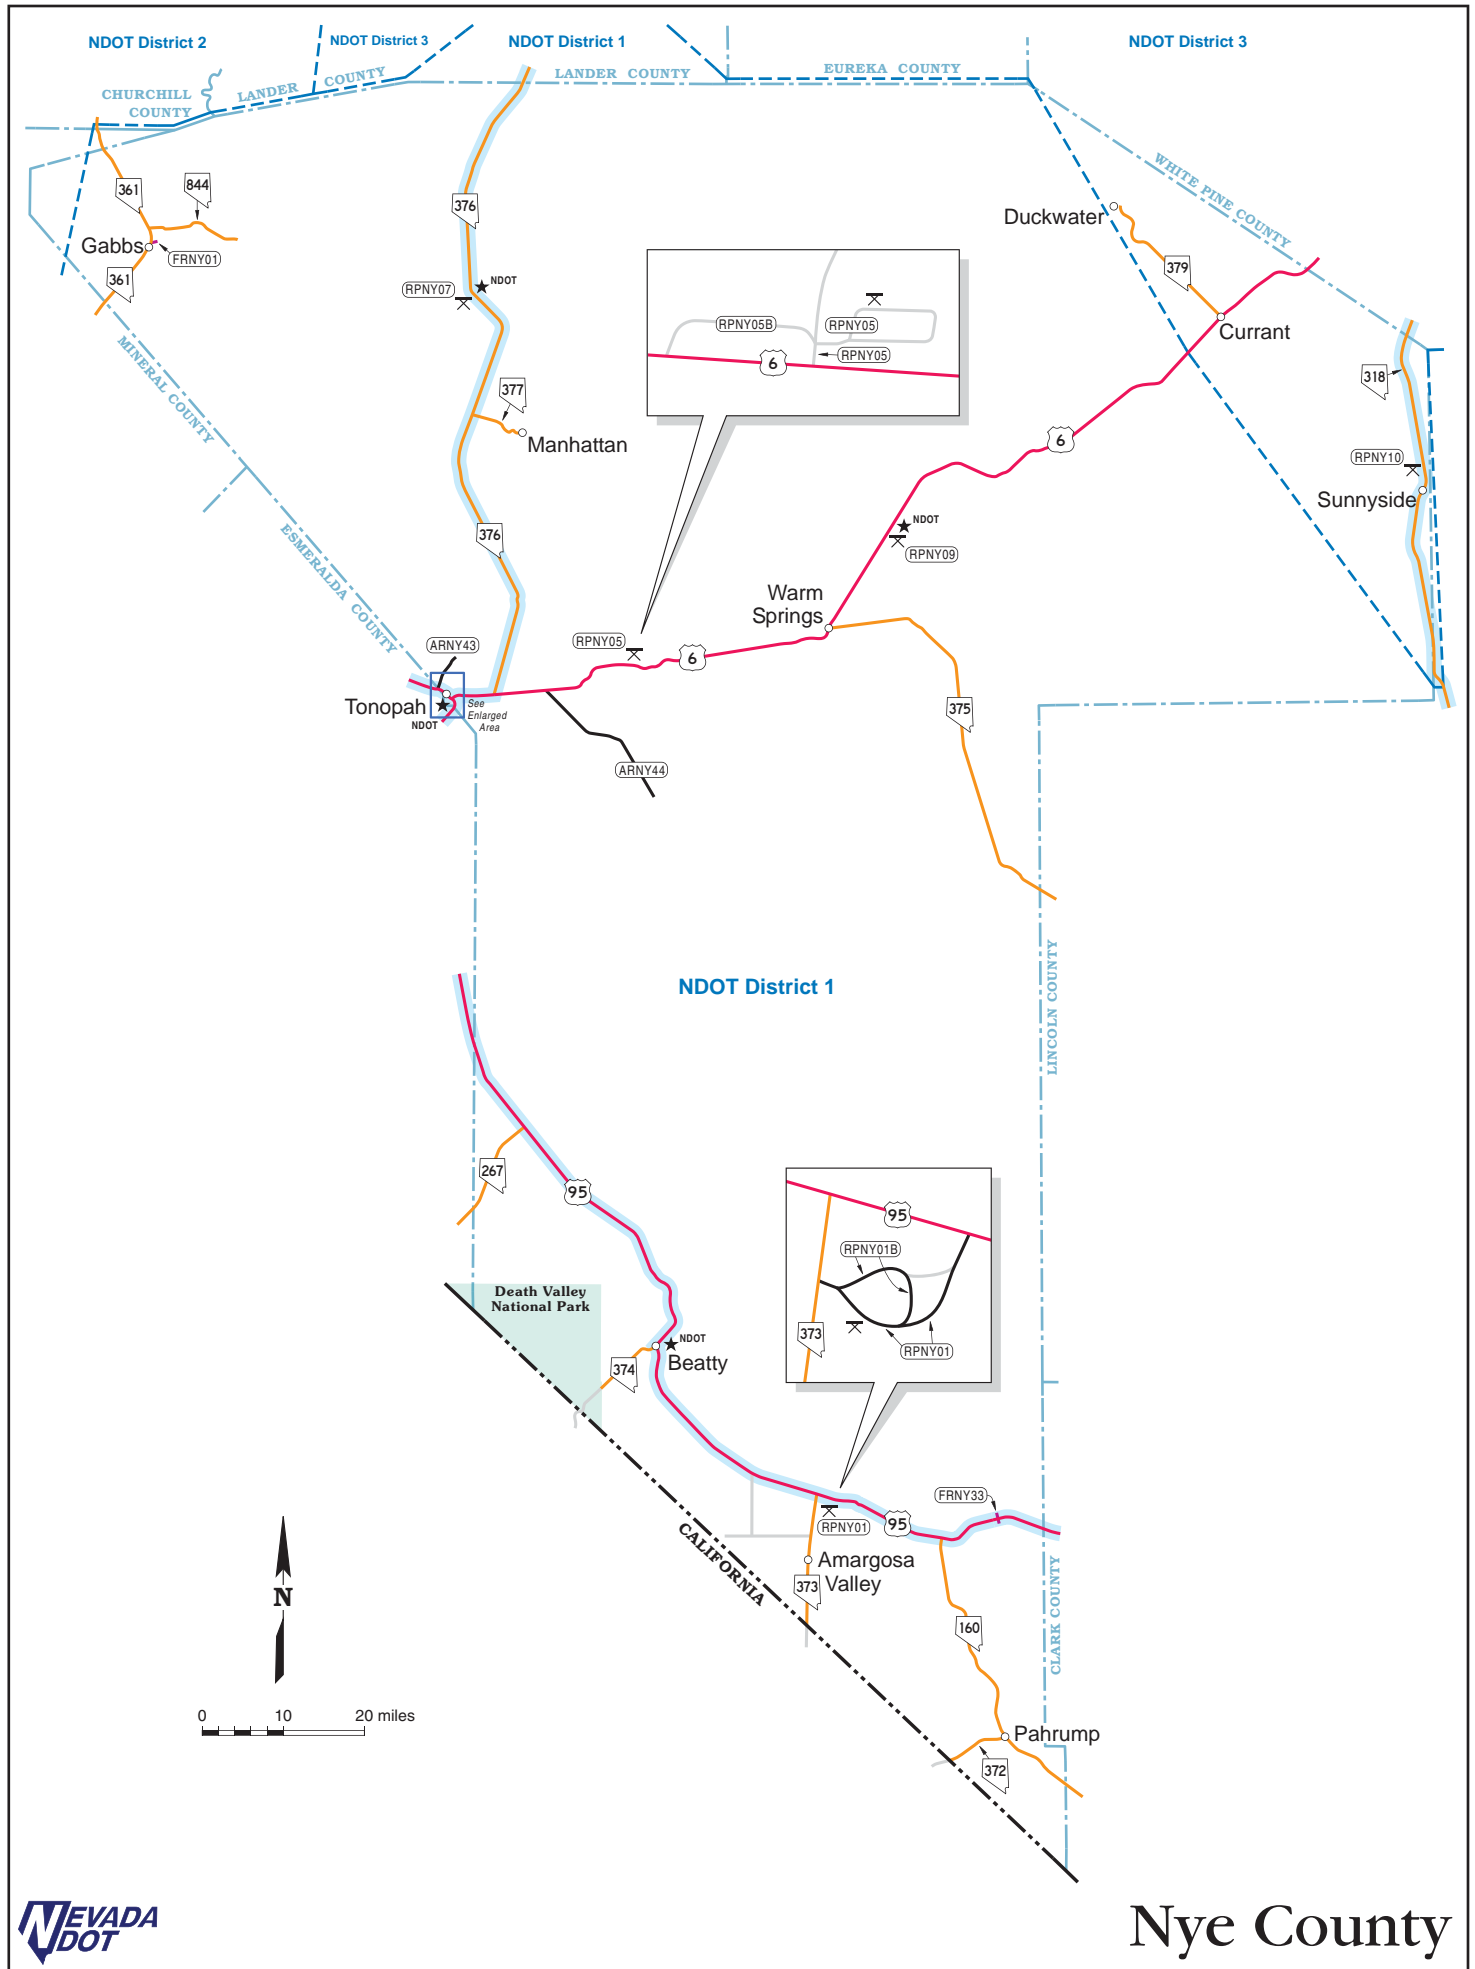 NDOT District 2
NDOT District 3
NDOT District 1
NDOT District 3
CHURCHILL
COUNTY
LANDER COUNTY
LANDER COUNTY
EUREKA COUNTY
WHITE PINE COUNTY
361
844
Gabbs
FRNY01
361
376
RPNY07
NDOT
377
Manhattan
376
MINERAL COUNTY
ESMERALDA COUNTY
RPNY05B
RPNY05
RPNY05
6
Duckwater
379
Currant
318
RPNY10
Sunnyside
6
NDOT
RPNY09
Warm
Springs
RPNY05
6
ARNY43
Tonopah
NDOT
See
Enlarged
Area
ARNY44
375
NDOT District 1
LINCOLN COUNTY
267
95
Death Valley
National Park
374
NDOT
Beatty
95
RPNY01B
373
RPNY01
FRNY33
RPNY01
95
Amargosa
Valley
373
CALIFORNIA
160
CLARK COUNTY
Pahrump
372
N
0 10 20 miles
NEVADA
DOT
Nye County